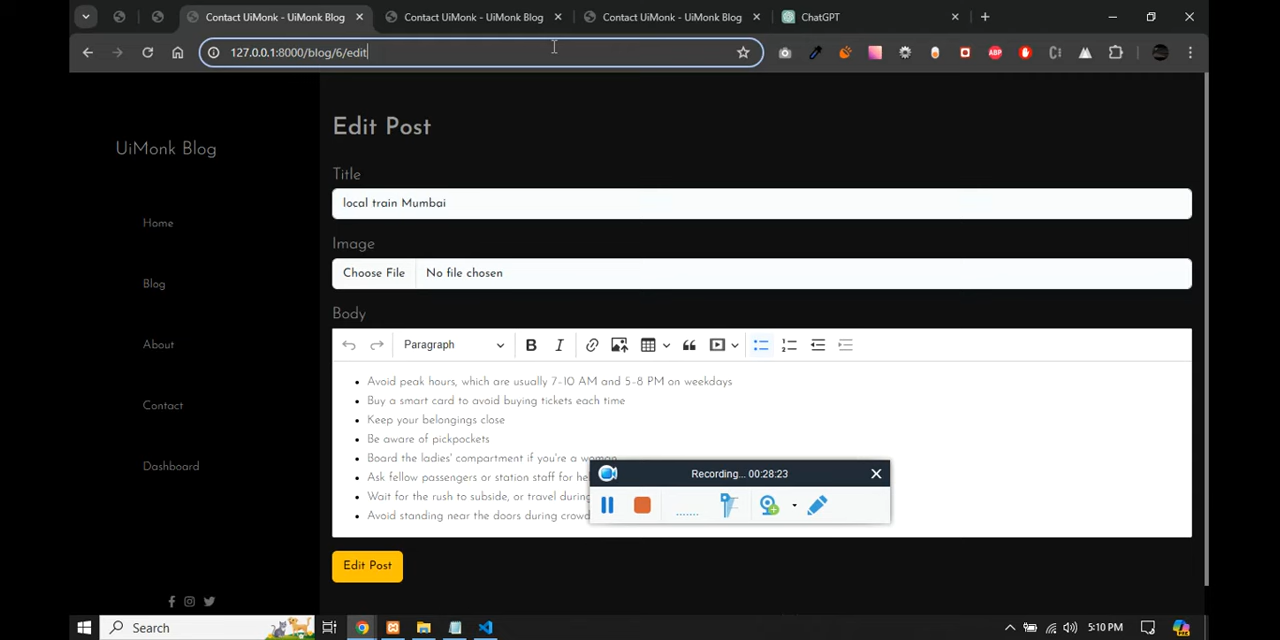 Contact UiMonk - UiMonk Blog
Contact UiMonk - UiMonk Blog
Contact UiMonk - UiMonk Blog
ChatGPT
127.0.0.1:8000/blog/6/edit
ABP
UiMonk Blog
Home
Blog
About
Contact
Dashboard
Edit Post
Title
local train Mumbai
Image
Choose File No file chosen
Body
Paragraph
Avoid peak hours, which are usually 7-10 AM and 5-8 PM on weekdays
Buy a smart card to avoid buying tickets each time
Keep your belongings close
Be aware of pickpockets
Board the ladies' compartment if you're a woman
Ask fellow passengers or station staff for
Wait for the rush to subside, or travel during
Avoid standing near the doors during
Recording... 00:28:23
Edit Post
Search
5:10 PM